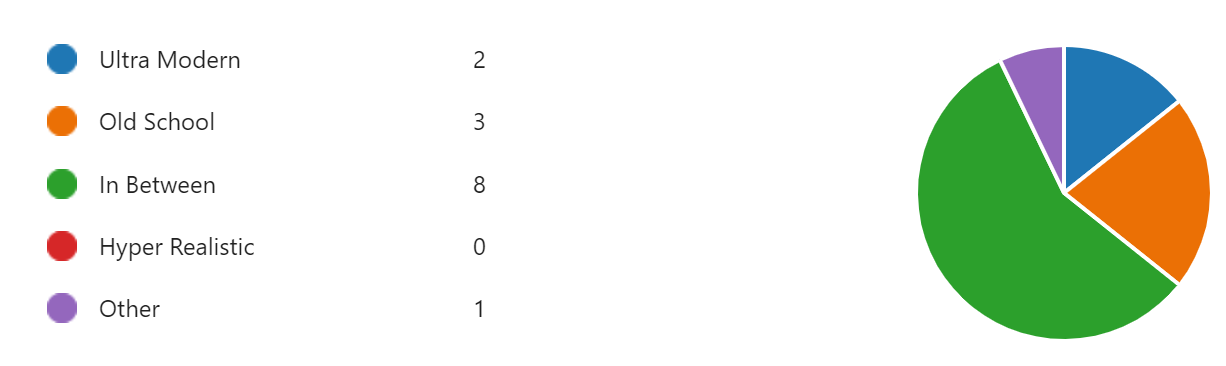 Ultra Modern 2
Old School 3
In Between 8
Hyper Realistic 0
Other 1